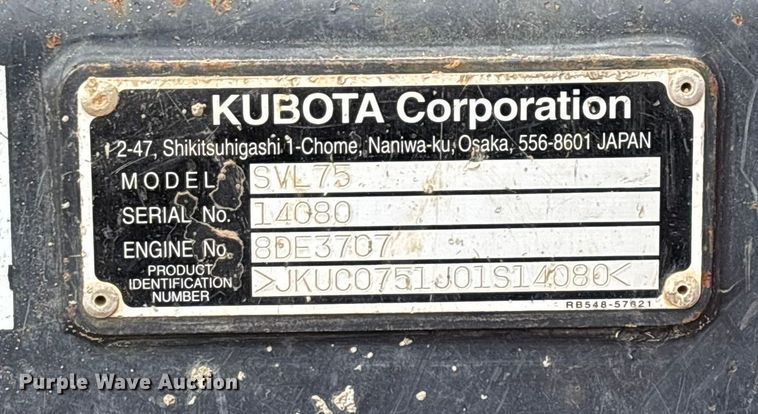 KUBOTA Corporation
2-47, Shikitsuhigashi 1-Chome, Naniwa-ku, Osaka, 556-8601 JAPAN
MODEL SVL75
SERIAL No. 14080
ENGINE No. 8DE3707
PRODUCT IDENTIFICATION NUMBER >JKUC0751J01S14080<
RB548-57621
Purple Wave Auction